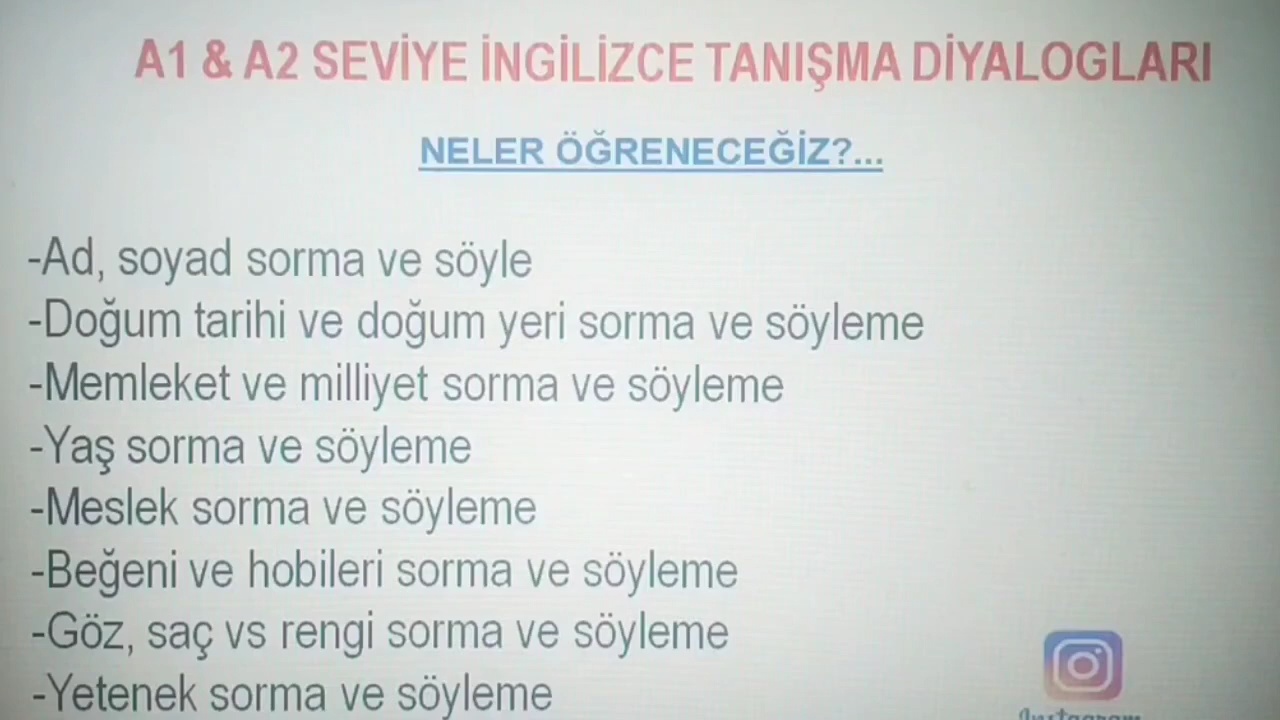 A1 & A2 SEVİYE İNGİLİZCE TANIŞMA DİYALOGLARI
NELER ÖĞRENECEĞİZ?...
-Ad, soyad sorma ve söyle
-Doğum tarihi ve doğum yeri sorma ve söyleme
-Memleket ve milliyet sorma ve söyleme
-Yaş sorma ve söyleme
-Meslek sorma ve söyleme
-Beğeni ve hobileri sorma ve söyleme
-Göz, saç vs rengi sorma ve söyleme
-Yetenek sorma ve söyleme
Instagram